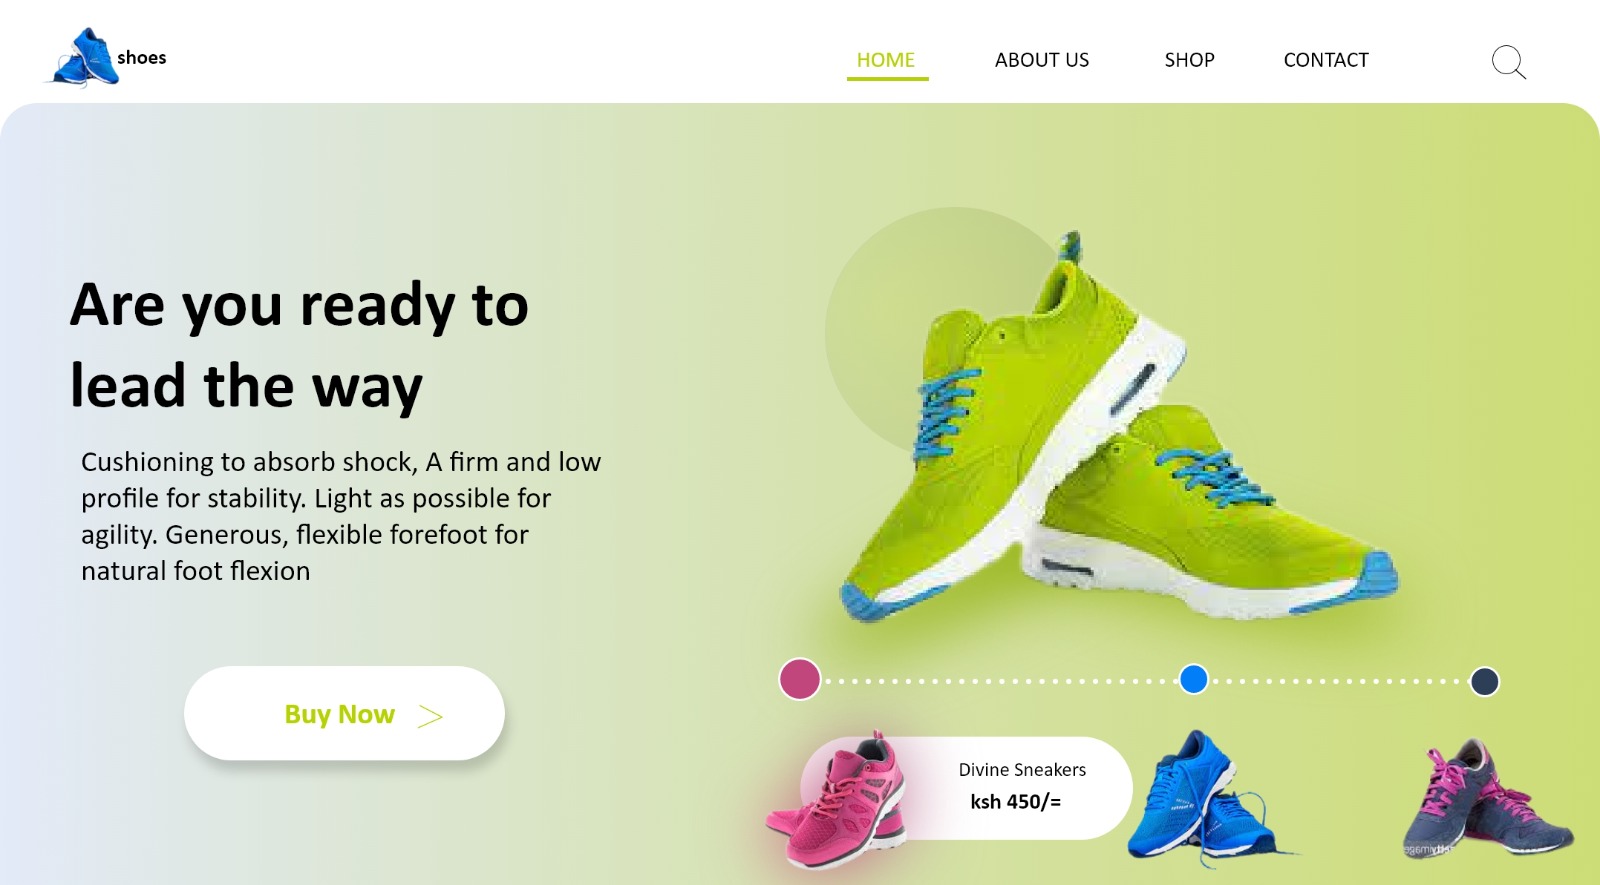 shoes
HOME
ABOUT US
SHOP
CONTACT
Are you ready to
lead the way
Cushioning to absorb shock, A firm and low
profile for stability. Light as possible for
agility. Generous, flexible forefoot for
natural foot flexion
Buy Now >
Divine Sneakers
ksh 450/=